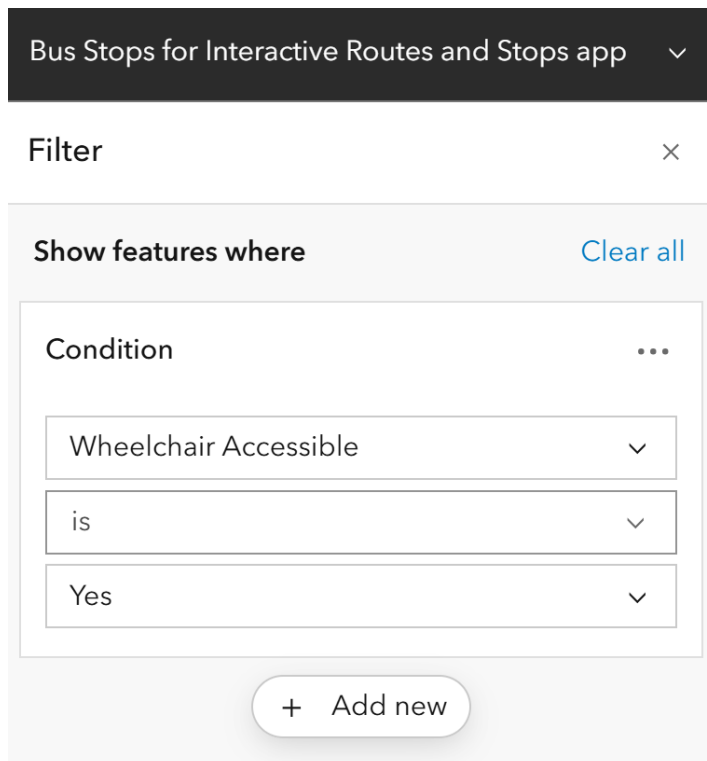 Bus Stops for Interactive Routes and Stops app
Filter
Show features where
Clear all
Condition
Wheelchair Accessible
is
Yes
+ Add new